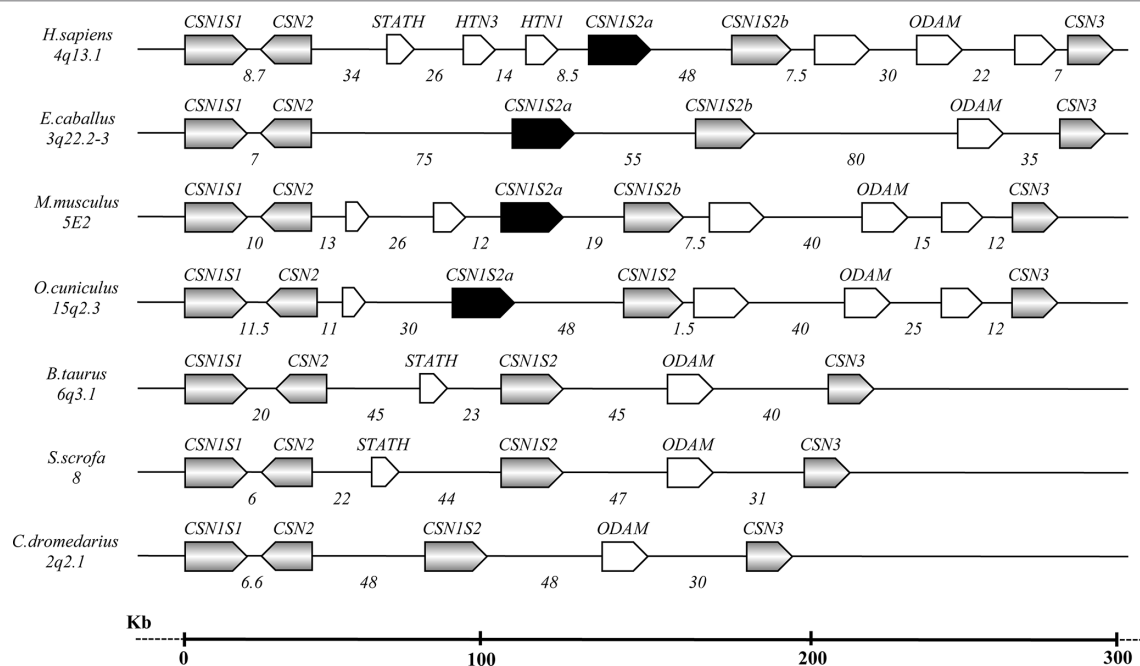 CSN1S1 CSN2 STATH HTN3 HTN1 CSN1S2a CSN1S2b ODAM CSN3
H.sapiens
4q13.1
8.7 34 26 14 8.5 48 7.5 30 22 7
CSN1S1 CSN2 CSN1S2a CSN1S2b ODAM CSN3
E.caballus
3q22.2-3
7 75 55 80 35
CSN1S1 CSN2 CSN1S2a CSN1S2b ODAM CSN3
M.musculus
5E2
10 13 26 12 19 7.5 40 15 12
CSN1S1 CSN2 CSN1S2a CSN1S2 ODAM CSN3
O.cuniculus
15q2.3
11.5 11 30 48 1.5 40 25 12
CSN1S1 CSN2 STATH CSN1S2 ODAM CSN3
B.taurus
6q3.1
20 45 23 45 40
CSN1S1 CSN2 STATH CSN1S2 ODAM CSN3
S.scrofa
8
6 22 44 47 31
CSN1S1 CSN2 CSN1S2 ODAM CSN3
C.dromedarius
2q2.1
6.6 48 48 30
Kb
0 100 200 300